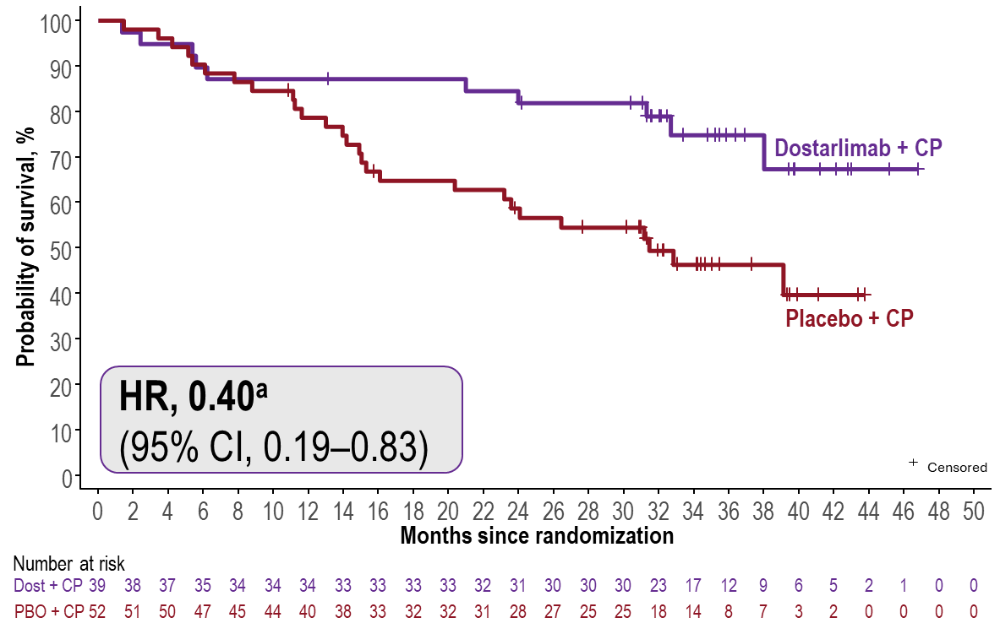 100
90
80
70
60
50
40
30
20
10
0
Probability of survival, %
Dostarlimab + CP
Placebo + CP
HR, 0.40ᵃ
(95% CI, 0.19–0.83)
+ Censored
0 2 4 6 8 10 12 14 16 18 20 22 24 26 28 30 32 34 36 38 40 42 44 46 48 50
Months since randomization
Number at risk
Dost + CP 39 38 37 35 34 34 34 33 33 33 33 32 31 30 30 30 23 17 12 9 6 5 2 1 0 0
PBO + CP 52 51 50 47 45 44 40 38 33 32 32 31 28 27 25 25 18 14 8 7 3 2 0 0 0 0